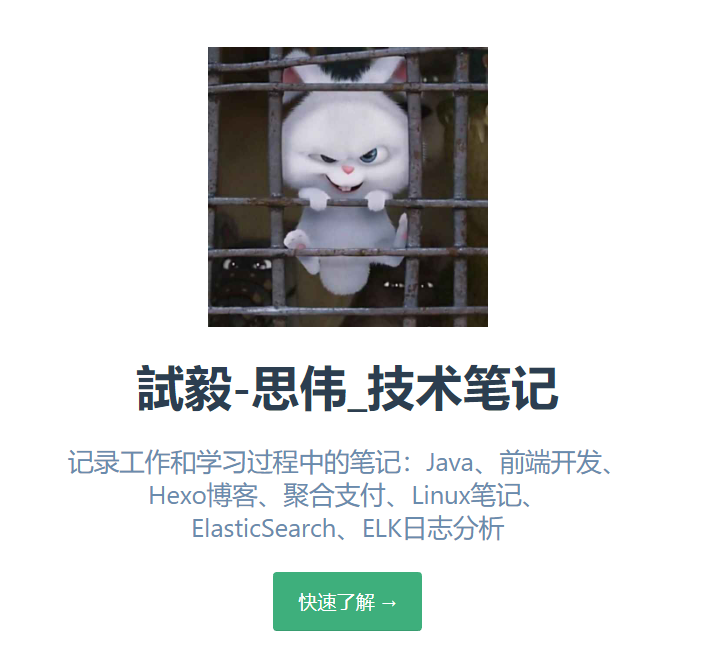 試毅-思伟_技术笔记
记录工作和学习过程中的笔记：Java、前端开发、
Hexo博客、聚合支付、Linux笔记、
ElasticSearch、ELK日志分析
快速了解 →